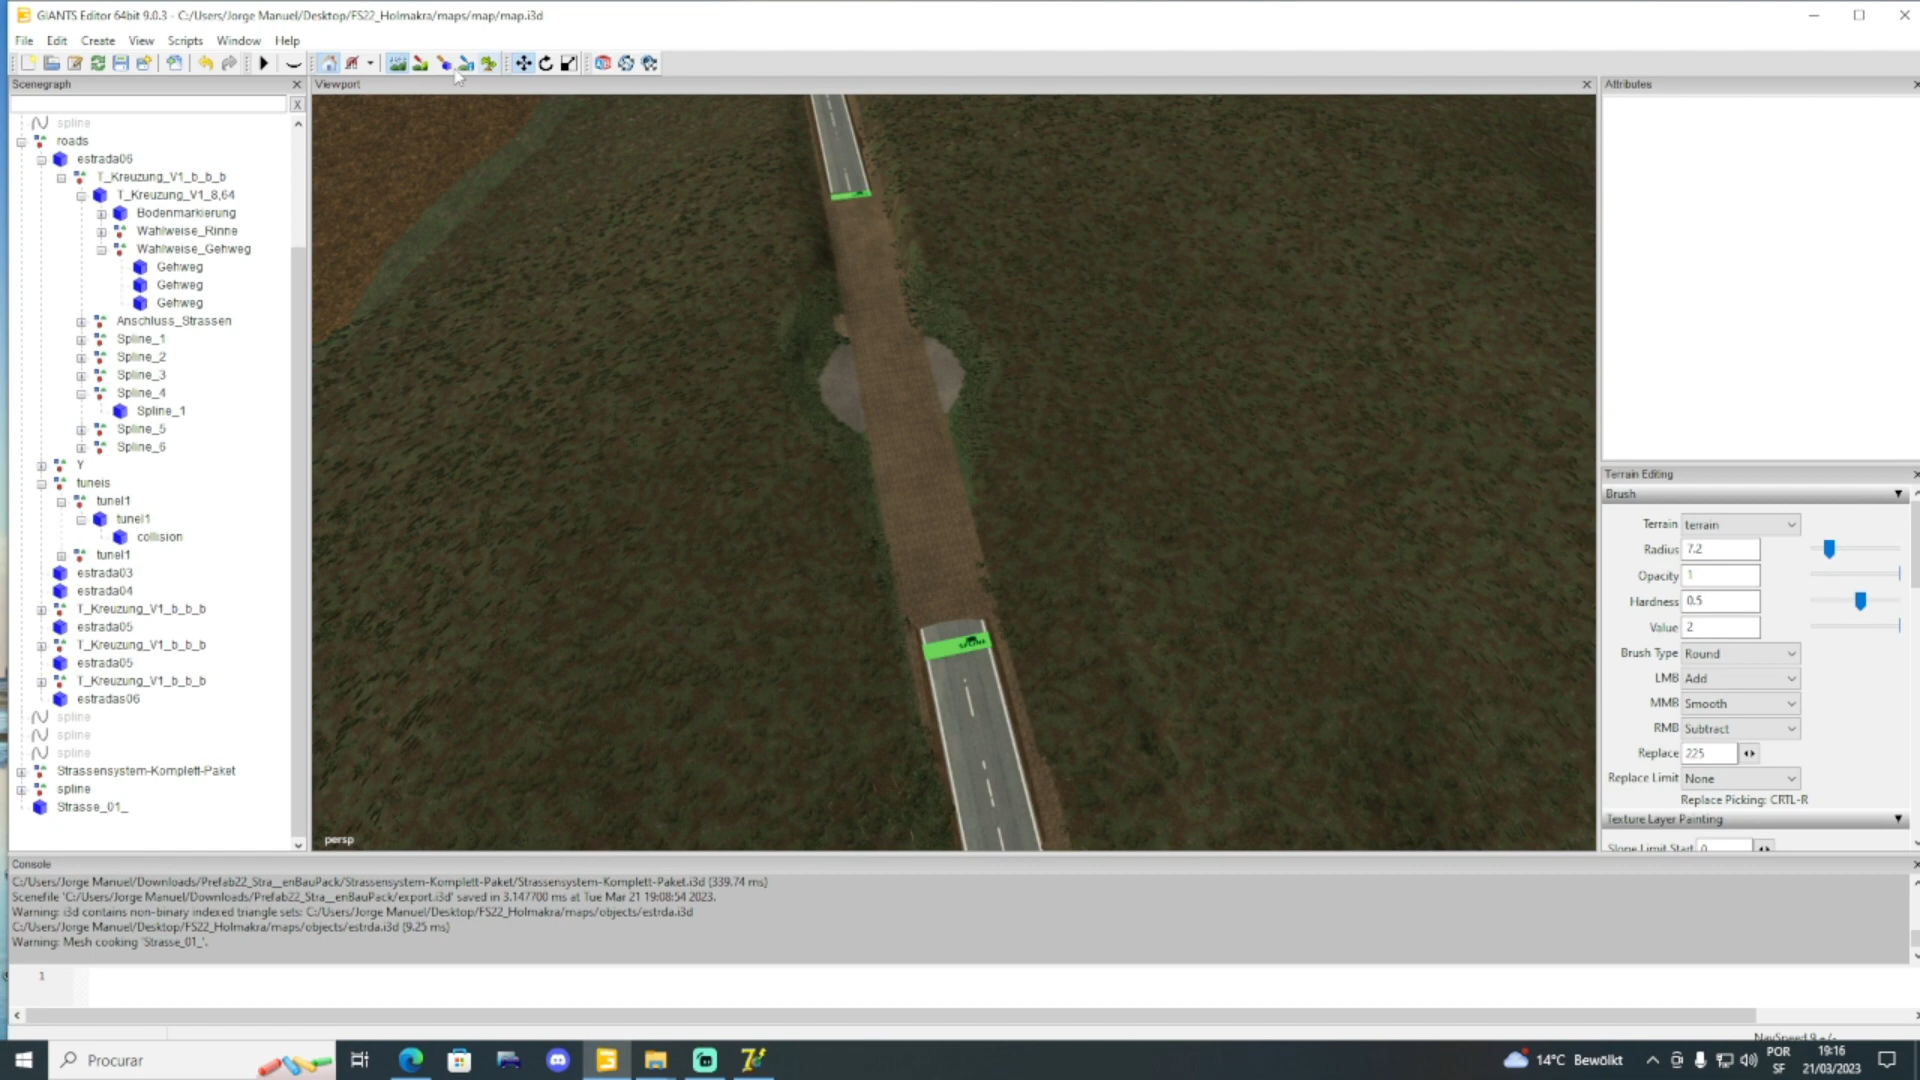 GIANTS Editor 64bit 9.0.3 - C:/Users/Jorge Manuel/Desktop/FS22_Holmakra/maps/map/map.i3d
File Edit Create View Scripts Window Help
Scenegraph
X
spline
roads
estrada06
T_Kreuzung_V1_b_b_b
T_Kreuzung_V1_8,64
Bodenmarkierung
Wahlweise_Rinne
Wahlweise_Gehweg
Gehweg
Gehweg
Gehweg
Anschluss_Strassen
Spline_1
Spline_2
Spline_3
Spline_4
Spline_1
Spline_5
Spline_6
Y
tuneis
tunel1
tunel1
collision
tunel1
estrada03
estrada04
T_Kreuzung_V1_b_b_b
estrada05
T_Kreuzung_V1_b_b_b
estrada05
T_Kreuzung_V1_b_b_b
estradas06
spline
spline
spline
Strassensystem-Komplett-Paket
spline
Strasse_01_
Viewport
persp
Attributes
Terrain Editing
Brush
Terrain terrain
Radius 7.2
Opacity 1
Hardness 0.5
Value 2
Brush Type Round
LMB Add
MMB Smooth
RMB Subtract
Replace 225
Replace Limit None
Replace Picking: CRTL-R
Texture Layer Painting
Slope Limit Start 0
Console
C:/Users/Jorge Manuel/Downloads/Prefab22_Stra__enBauPack/Strassensystem-Komplett-Paket/Strassensystem-Komplett-Paket.i3d (339.74 ms)
Scenefile 'C:/Users/Jorge Manuel/Downloads/Prefab22_Stra__enBauPack/export.i3d' saved in 3.147700 ms at Tue Mar 21 19:08:54 2023.
Warning: i3d contains non-binary indexed triangle sets: C:/Users/Jorge Manuel/Desktop/FS22_Holmakra/maps/objects/estrda.i3d
C:/Users/Jorge Manuel/Desktop/FS22_Holmakra/maps/objects/estrda.i3d (9.25 ms)
Warning: Mesh cooking 'Strasse_01_'.
1
NavSpeed 9 +/-
Procurar
14°C Bewölkt
POR
SF
19:16
21/03/2023